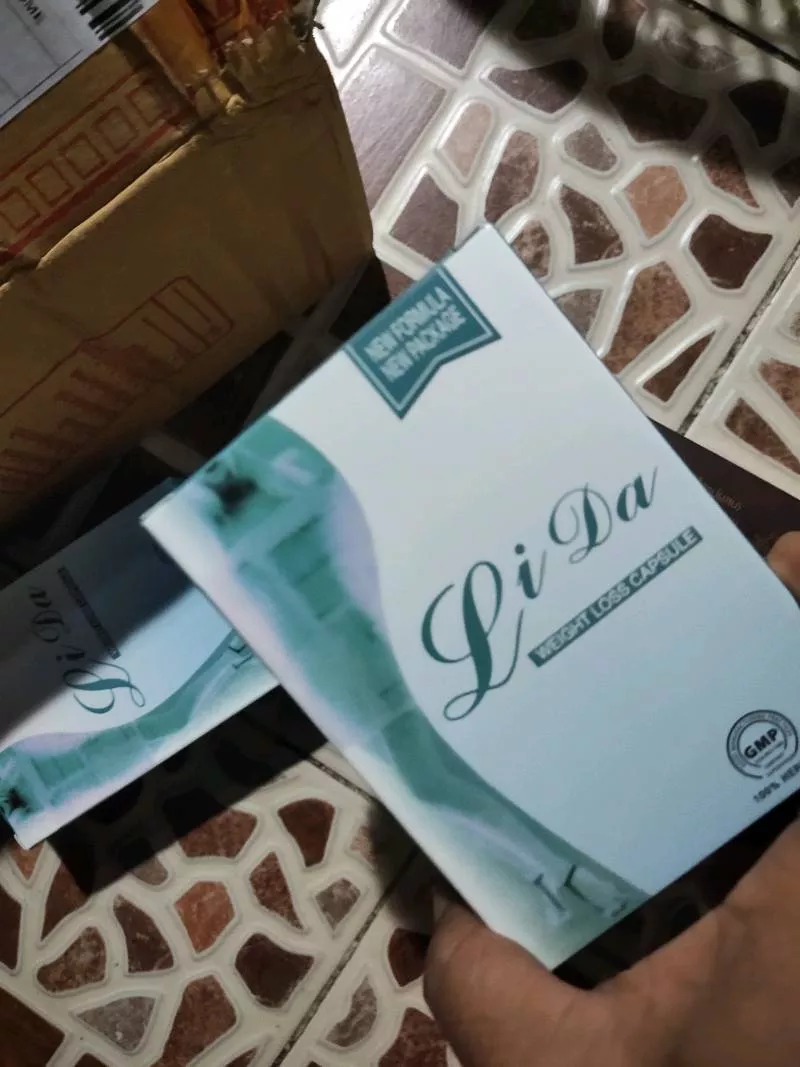 NEW FORMULA
NEW PACKAGE
Li Da
WEIGHT LOSS CAPSULE
GMP
100% HER
Li Da